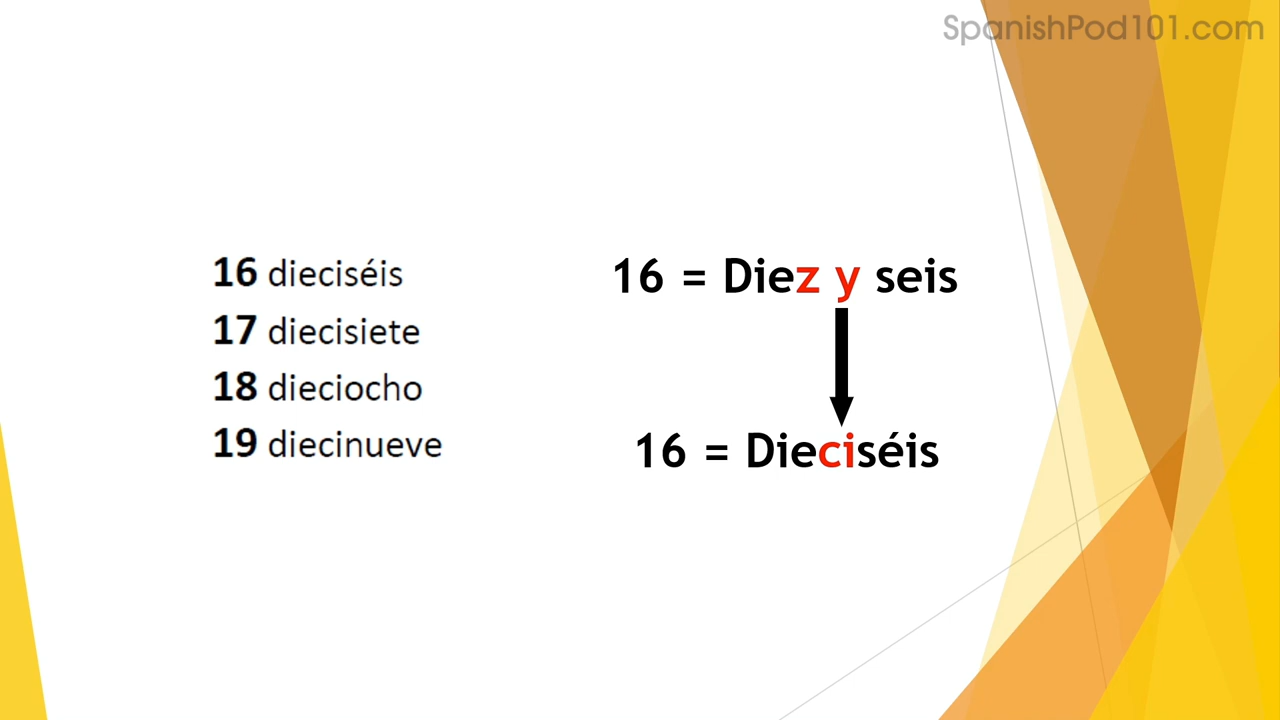 SpanishPod101.com
16 dieciséis
17 diecisiete
18 dieciocho
19 diecinueve
16 = Diez y seis
16 = Dieciséis